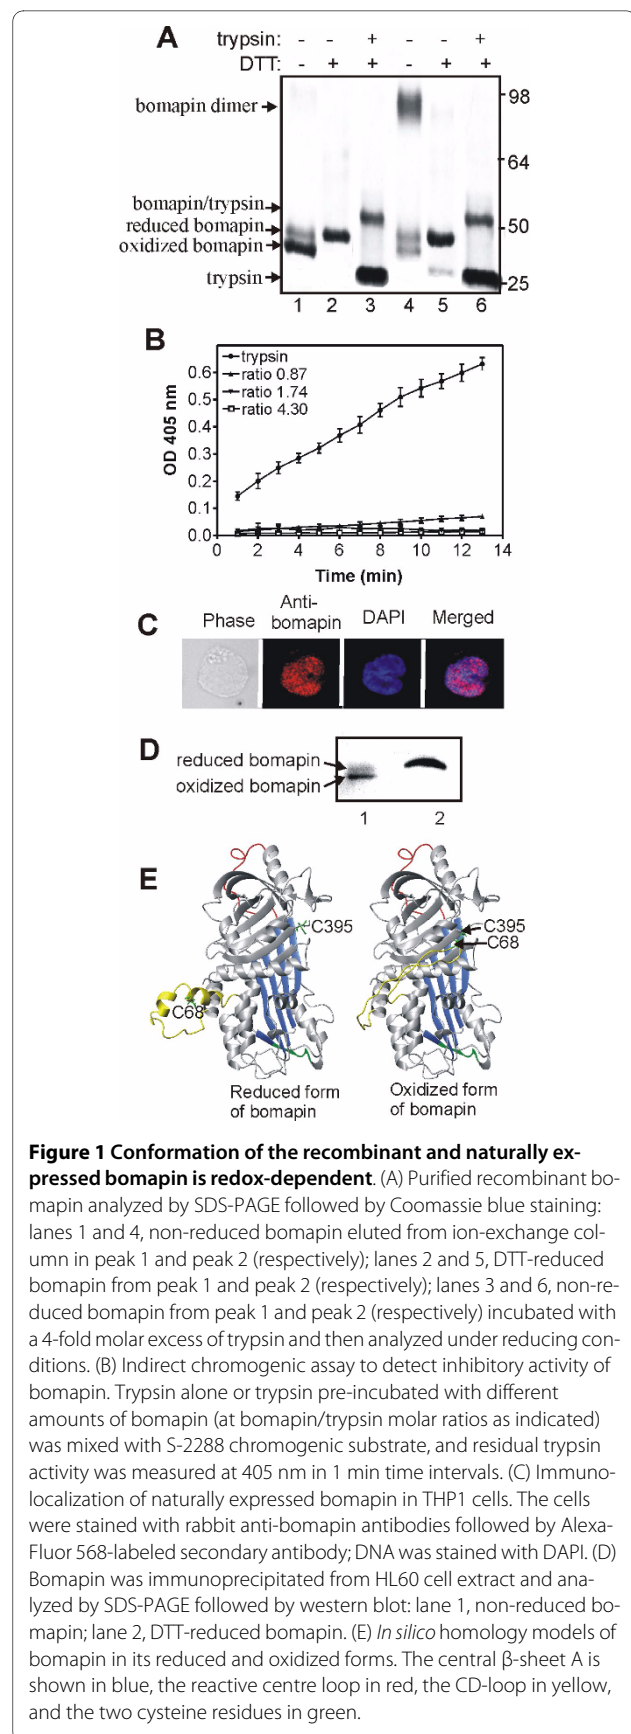 A
trypsin: - - + - - +
DTT: - + + - + +
bomapin dimer
98
64
bomapin/trypsin
reduced bomapin
50
oxidized bomapin
trypsin
25
1 2 3 4 5 6
B
OD 405 nm
0.6
0.5
0.4
0.3
0.2
0.1
0.0
trypsin
ratio 0.87
ratio 1.74
ratio 4.30
0 2 4 6 8 10 12 14
Time (min)
C
Phase
Anti-
bomapin
DAPI
Merged
D
reduced bomapin
oxidized bomapin
1 2
E
C395
C68
C395
C68
Reduced form
of bomapin
Oxidized form
of bomapin
Figure 1 Conformation of the recombinant and naturally ex-
pressed bomapin is redox-dependent. (A) Purified recombinant bo-
mapin analyzed by SDS-PAGE followed by Coomassie blue staining:
lanes 1 and 4, non-reduced bomapin eluted from ion-exchange col-
umn in peak 1 and peak 2 (respectively); lanes 2 and 5, DTT-reduced
bomapin from peak 1 and peak 2 (respectively); lanes 3 and 6, non-re-
duced bomapin from peak 1 and peak 2 (respectively) incubated with
a 4-fold molar excess of trypsin and then analyzed under reducing con-
ditions. (B) Indirect chromogenic assay to detect inhibitory activity of
bomapin. Trypsin alone or trypsin pre-incubated with different
amounts of bomapin (at bomapin/trypsin molar ratios as indicated)
was mixed with S-2288 chromogenic substrate, and residual trypsin
activity was measured at 405 nm in 1 min time intervals. (C) Immuno-
localization of naturally expressed bomapin in THP1 cells. The cells
were stained with rabbit anti-bomapin antibodies followed by Alexa-
Fluor 568-labeled secondary antibody; DNA was stained with DAPI. (D)
Bomapin was immunoprecipitated from HL60 cell extract and ana-
lyzed by SDS-PAGE followed by western blot: lane 1, non-reduced bo-
mapin; lane 2, DTT-reduced bomapin. (E) In silico homology models of
bomapin in its reduced and oxidized forms. The central β-sheet A is
shown in blue, the reactive centre loop in red, the CD-loop in yellow,
and the two cysteine residues in green.